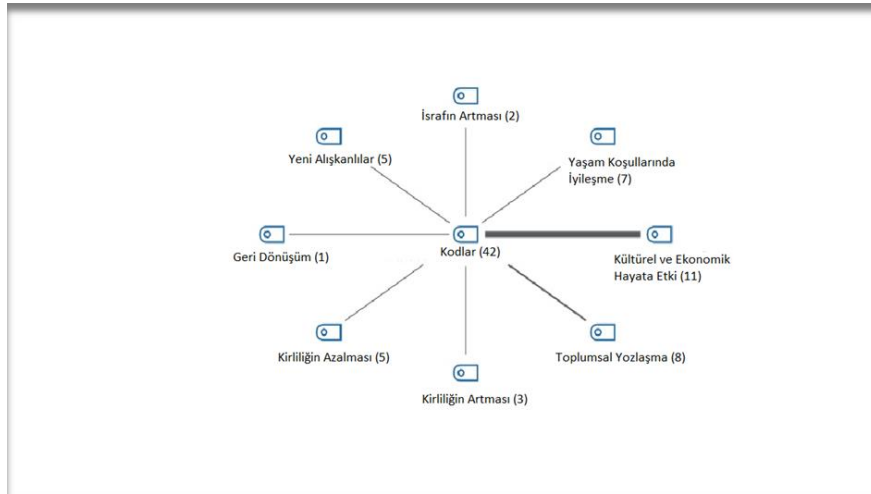 İsrafın Artması (2)
Yeni Alışkanlılar (5)
Yaşam Koşullarında
İyileşme (7)
Geri Dönüşüm (1)
Kodlar (42)
Kültürel ve Ekonomik
Hayata Etki (11)
Kirliliğin Azalması (5)
Toplumsal Yozlaşma (8)
Kirliliğin Artması (3)